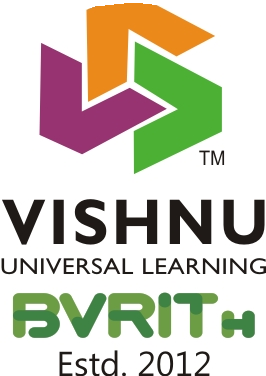 TM
VISHNU
UNIVERSAL LEARNING
BVRITH
Estd. 2012